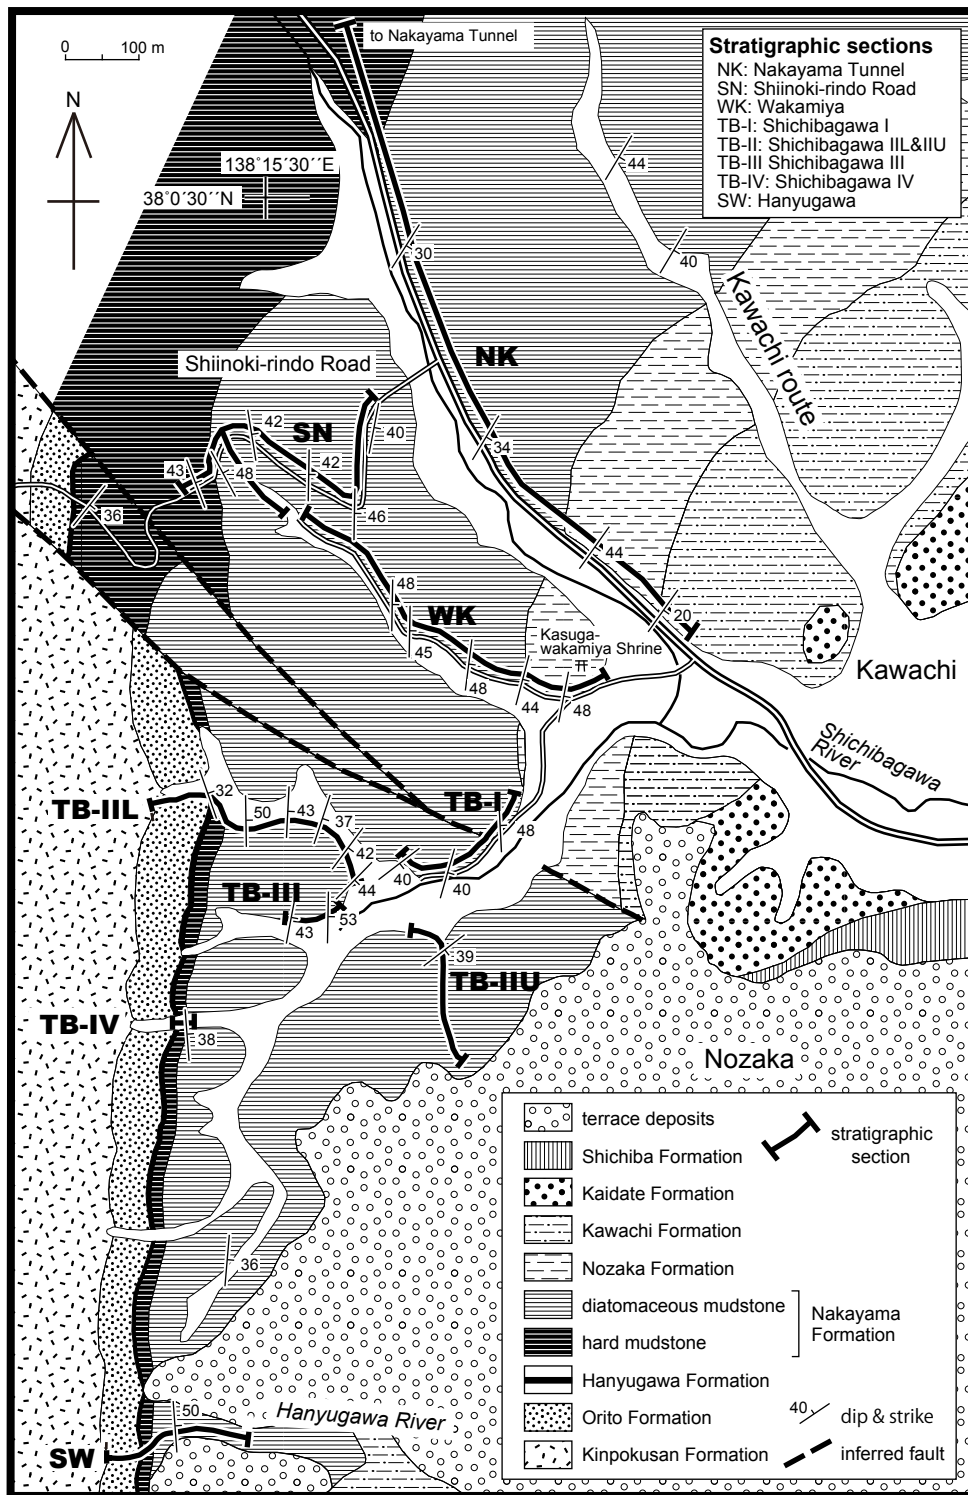 0
100 m
to Nakayama Tunnel
Stratigraphic sections
NK: Nakayama Tunnel
SN: Shiinoki-rindo Road
WK: Wakamiya
TB-I: Shichibagawa I
TB-II: Shichibagawa IIL&IIU
TB-III Shichibagawa III
TB-IV: Shichibagawa IV
SW: Hanyugawa
N
138°15´30´´E
38°0´30´´N
44
40
30
Kawachi route
NK
Shiinoki-rindo Road
42
SN
40
34
43
48
42
46
36
44
48
WK
45
20
Kasuga-
wakamiya Shrine
开
48
44
48
Kawachi
Shichibagawa
River
TB-IIL
32
50
43
37
TB-I
48
42
40
40
44
TB-III
43
53
39
TB-IIU
TB-IV
38
Nozaka
36
terrace deposits
Shichiba Formation
Kaidate Formation
Kawachi Formation
Nozaka Formation
diatomaceous mudstone
hard mudstone
Nakayama
Formation
Hanyugawa Formation
Orito Formation
Kinpokusan Formation
stratigraphic
section
40
dip & strike
inferred fault
50
Hanyugawa River
SW